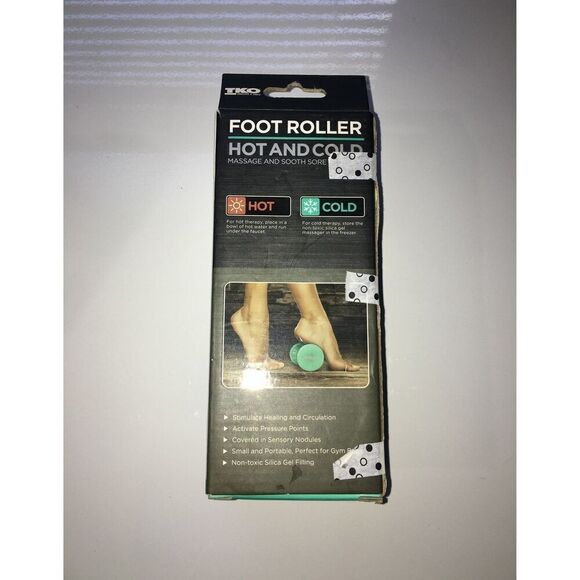 TKO
FOOT ROLLER
HOT AND COLD
MASSAGE AND SOOTH SORE
HOT
For hot therapy, place in a
bowl of hot water and run
under the faucet
COLD
For cold therapy, store the
non-toxic silica gel
massager in the freezer
Stimulate Healing and Circulation
Activate Pressure Points
Covered in Sensory Nodules
Small and Portable, Perfect for Gym
Non-toxic Silica Gel Filling